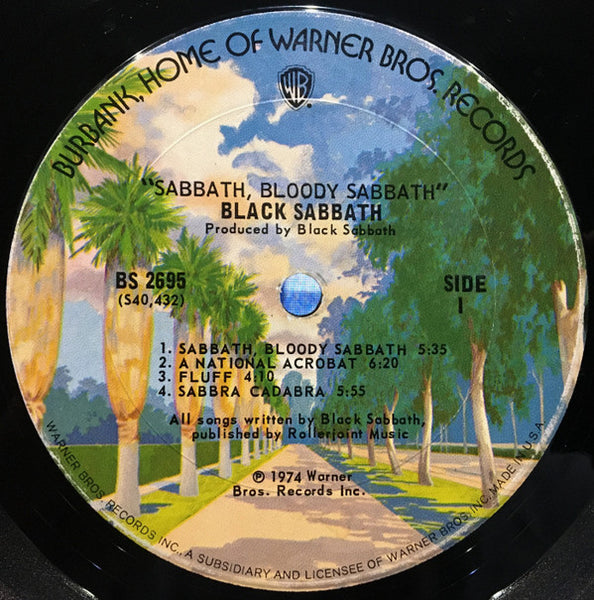 BURBANK, HOME OF WARNER BROS. RECORDS
WB
"SABBATH, BLOODY SABBATH"
BLACK SABBATH
Produced by Black Sabbath
BS 2695
(S40,432)
SIDE
1
1. SABBATH, BLOODY SABBATH 5:35
2. A NATIONAL ACROBAT 6:20
3. FLUFF 4:10
4. SABBRA CADABRA 5:55
All songs written by Black Sabbath,
published by Rollerjoint Music
℗ 1974 Warner
Bros. Records Inc.
WARNER BROS. RECORDS INC., A SUBSIDIARY AND LICENSEE OF WARNER BROS. INC. MADE IN U.S.A.